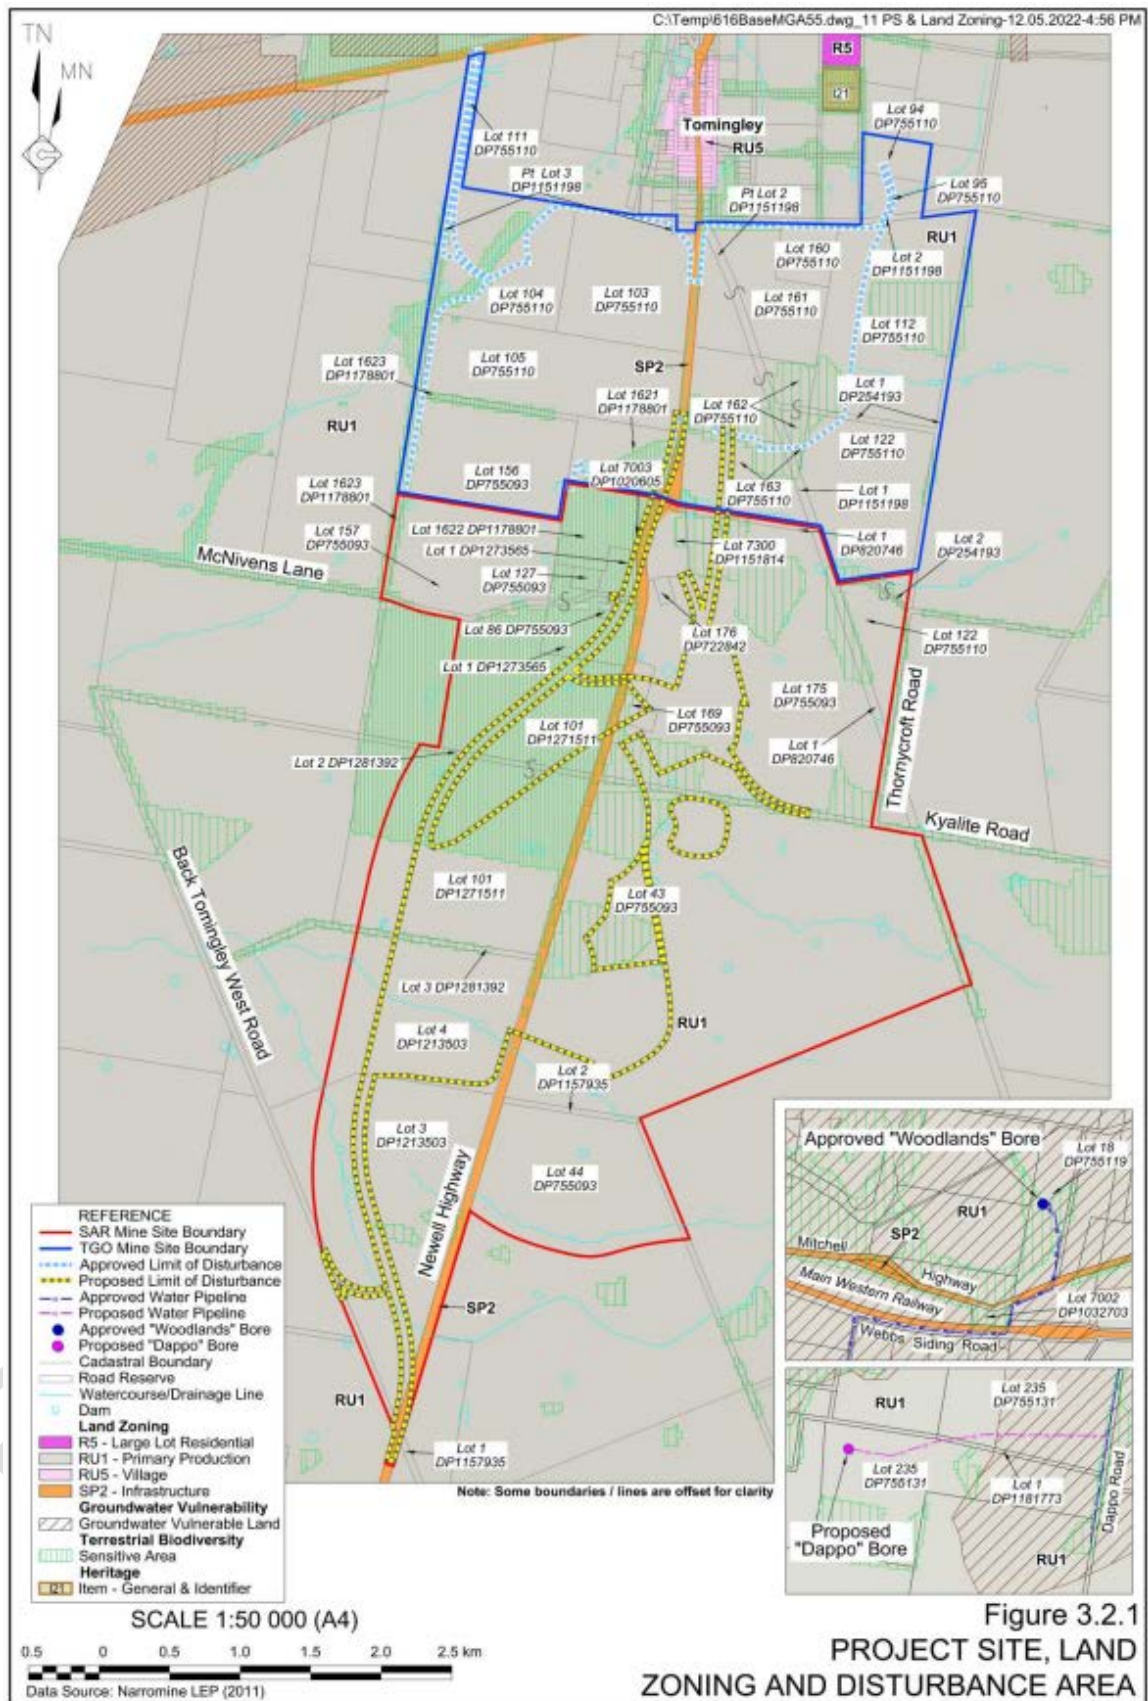 C:\Temp\616BaseMGA55.dwg_11 PS & Land Zoning-12.05.2022-4:56 PM
TN
MN
R5
I21
Lot 94
DP755110
Lot 111
DP755110
Tomingley
RU5
Pt Lot 3
DP1151198
Pt Lot 2
DP1151198
Lot 95
DP755110
RU1
Lot 160
DP755110
Lot 2
DP1151198
Lot 104
DP755110
Lot 103
DP755110
Lot 161
DP755110
Lot 112
DP755110
Lot 1623
DP1178801
Lot 105
DP755110
SP2
Lot 1621
DP1178801
Lot 162
DP755110
Lot 1
DP254193
RU1
Lot 122
DP755110
Lot 1623
DP1178801
Lot 156
DP755093
Lot 7003
DP1020605
Lot 163
DP755110
Lot 1
DP1151198
Lot 157
DP755093
Lot 1622 DP1178801
Lot 1 DP1273565
Lot 7300
DP1151814
Lot 1
DP820746
Lot 2
DP254193
McNivens Lane
Lot 127
DP755093
Lot 86 DP755093
Lot 176
DP722842
Lot 122
DP755110
Lot 1 DP1273565
Lot 175
DP755093
Lot 169
DP755093
Lot 101
DP1271511
Lot 1
DP820746
Thornycroft Road
Lot 2 DP1281392
Kyalite Road
Back Tomingley West Road
Lot 101
DP1271511
Lot 43
DP755093
Lot 3 DP1281392
Lot 4
DP1213503
RU1
Lot 2
DP1157935
Lot 3
DP1213503
Lot 44
DP755093
Newell Highway
SP2
RU1
Lot 1
DP1157935
Note: Some boundaries / lines are offset for clarity
Approved "Woodlands" Bore
Lot 18
DP755119
RU1
SP2
Mitchell
Highway
Main Western Railway
Lot 7002
DP1032703
Webbs Siding Road
RU1
Lot 235
DP755131
Lot 235
DP755131
Lot 1
DP1181773
Dappo Road
Proposed
"Dappo" Bore
RU1
REFERENCE
SAR Mine Site Boundary
TGO Mine Site Boundary
Approved Limit of Disturbance
Proposed Limit of Disturbance
Approved Water Pipeline
Proposed Water Pipeline
Approved "Woodlands" Bore
Proposed "Dappo" Bore
Cadastral Boundary
Road Reserve
Watercourse/Drainage Line
Dam
Land Zoning
R5 - Large Lot Residential
RU1 - Primary Production
RU5 - Village
SP2 - Infrastructure
Groundwater Vulnerability
Groundwater Vulnerable Land
Terrestrial Biodiversity
Sensitive Area
Heritage
I21 Item - General & Identifier
SCALE 1:50 000 (A4)
0.5 0 0.5 1.0 1.5 2.0 2.5 km
Data Source: Narromine LEP (2011)
Figure 3.2.1
PROJECT SITE, LAND
ZONING AND DISTURBANCE AREA